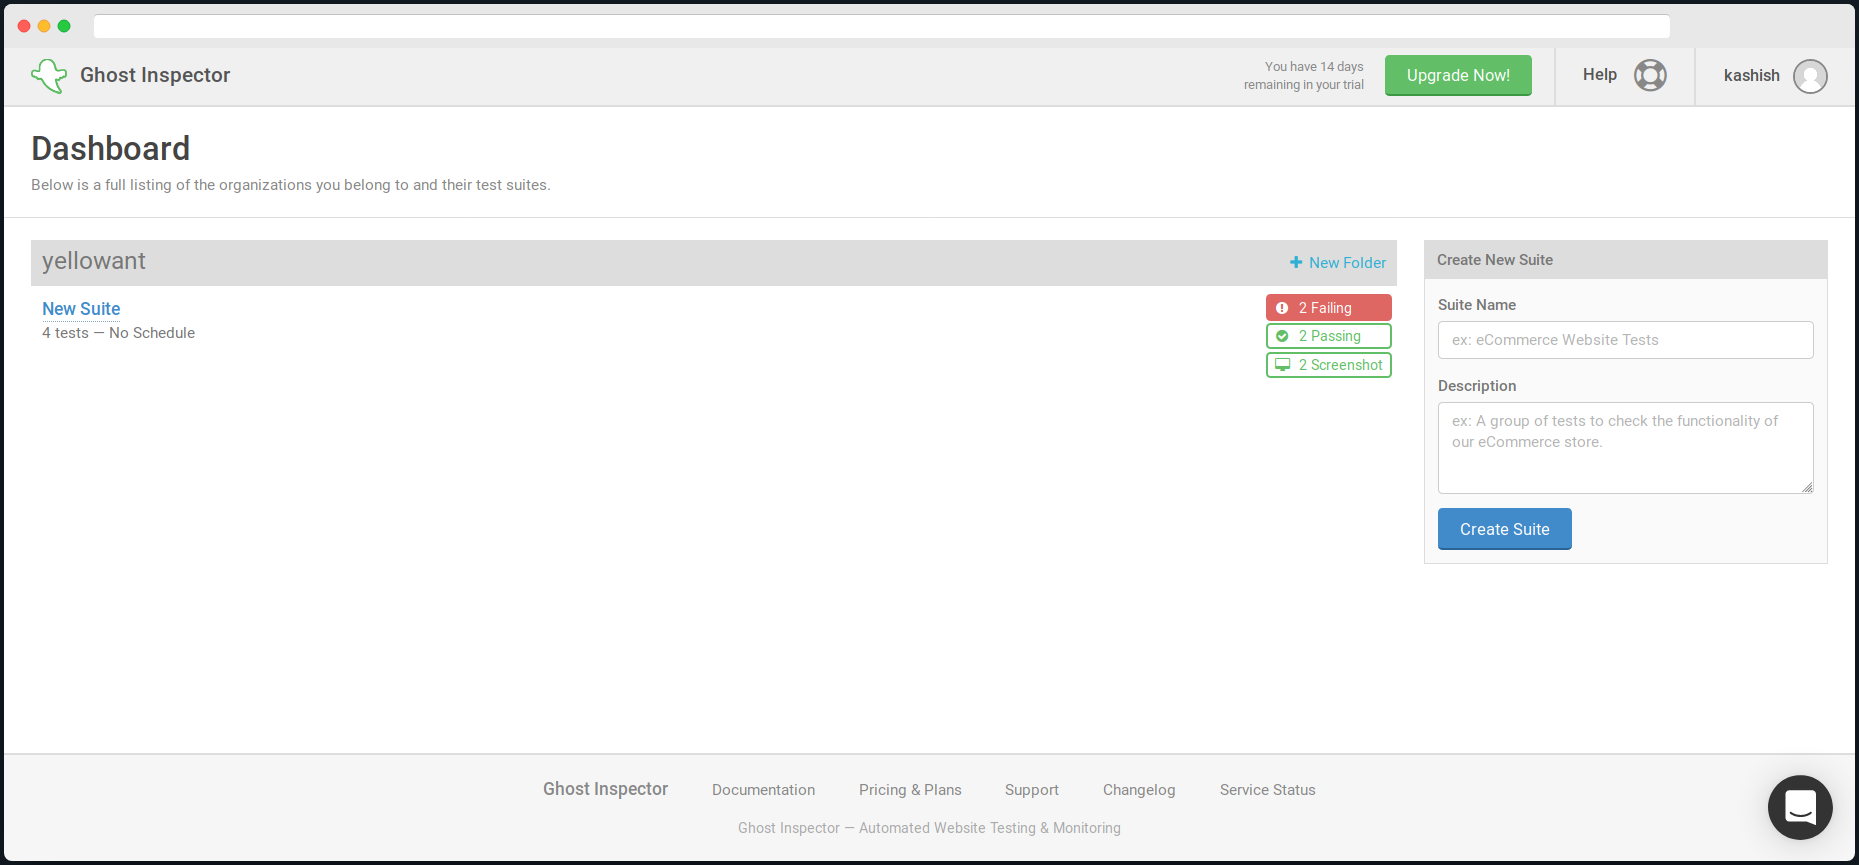 Ghost Inspector
You have 14 days
remaining in your trial
Upgrade Now!
Help
kashish
Dashboard
Below is a full listing of the organizations you belong to and their test suites.
yellowant
New Folder
New Suite
4 tests — No Schedule
2 Failing
2 Passing
2 Screenshot
Create New Suite
Suite Name
ex: eCommerce Website Tests
Description
ex: A group of tests to check the functionality of
our eCommerce store.
Create Suite
Ghost Inspector Documentation Pricing & Plans Support Changelog Service Status
Ghost Inspector — Automated Website Testing & Monitoring